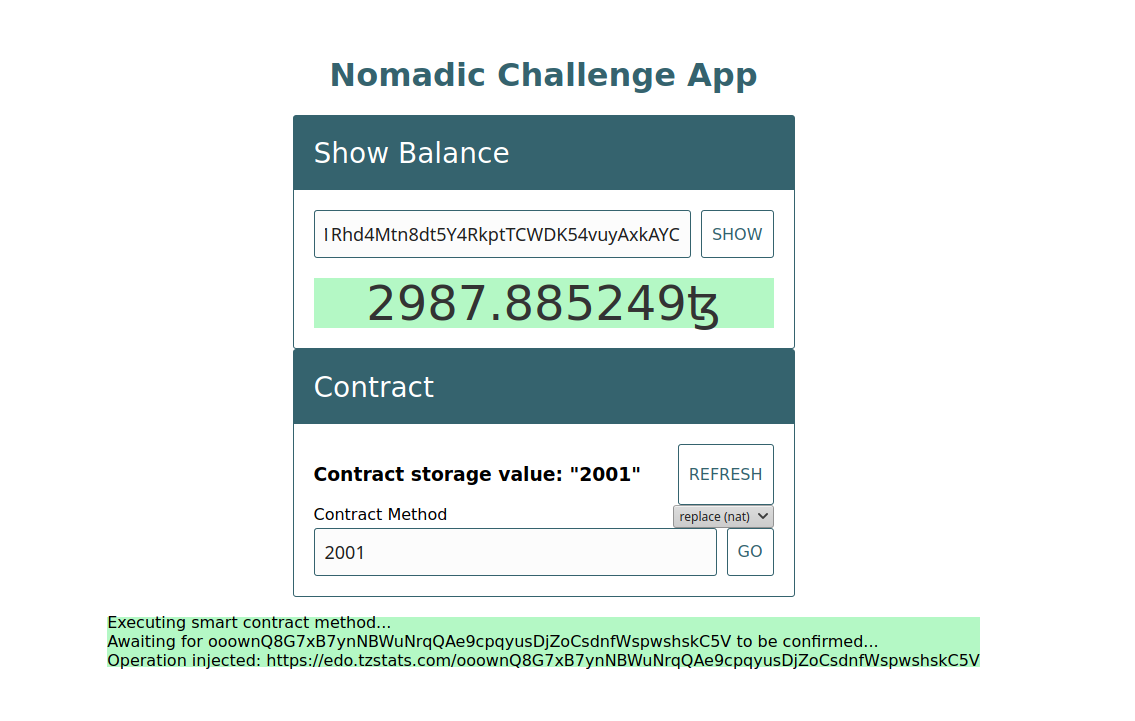 Nomadic Challenge App
Show Balance
Rhd4Mtn8dt5Y4RkptTCWDK54vuyAxkAYC SHOW
2987.885249ꜩ
Contract
Contract storage value: "2001" REFRESH
Contract Method replace (nat)
2001 GO
Executing smart contract method...
Awaiting for ooownQ8G7xB7ynNBWuNrqQAe9cpqyusDjZoCsdnfWspwshskC5V to be confirmed...
Operation injected: https://edo.tzstats.com/ooownQ8G7xB7ynNBWuNrqQAe9cpqyusDjZoCsdnfWspwshskC5V